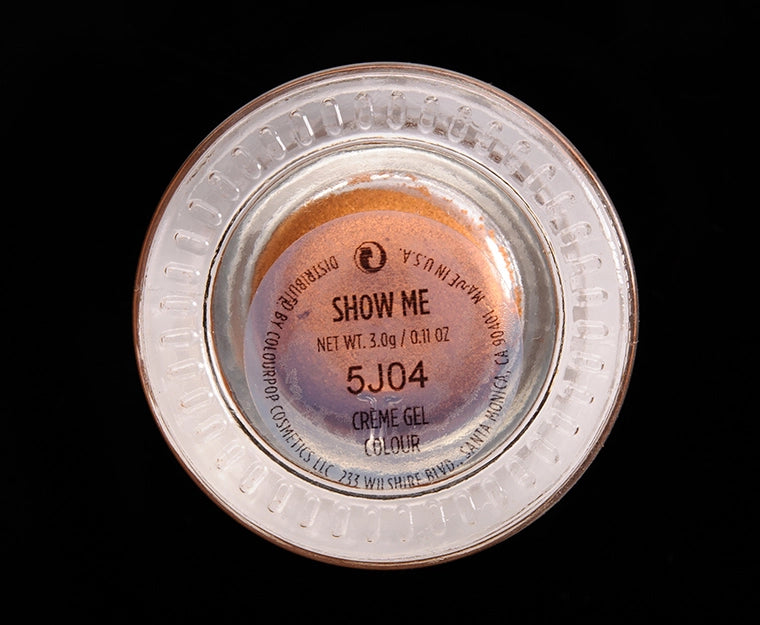 SHOW ME
NET WT. 3.0g / 0.11 OZ
5J04
CRÈME GEL
COLOUR
DISTRIBUTED BY COLOURPOP COSMETICS LLC 733 WILSHIRE BLVD., SANTA MONICA, CA 90401. MADE IN U.S.A.